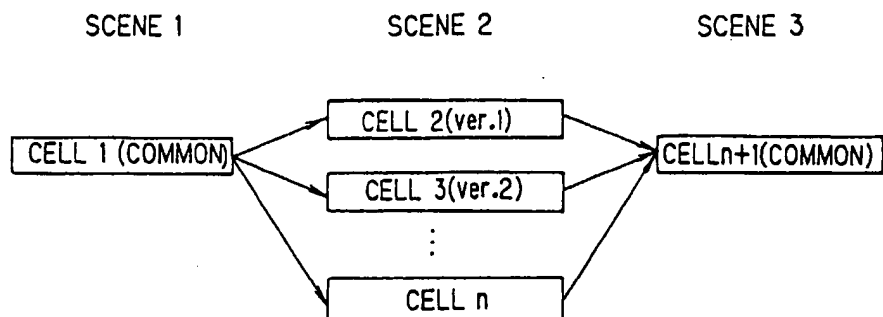 SCENE 1 SCENE 2 SCENE 3
CELL 2(ver.1)
CELL 1 (COMMON) CELLn+1(COMMON)
CELL 3(ver.2)
CELL n